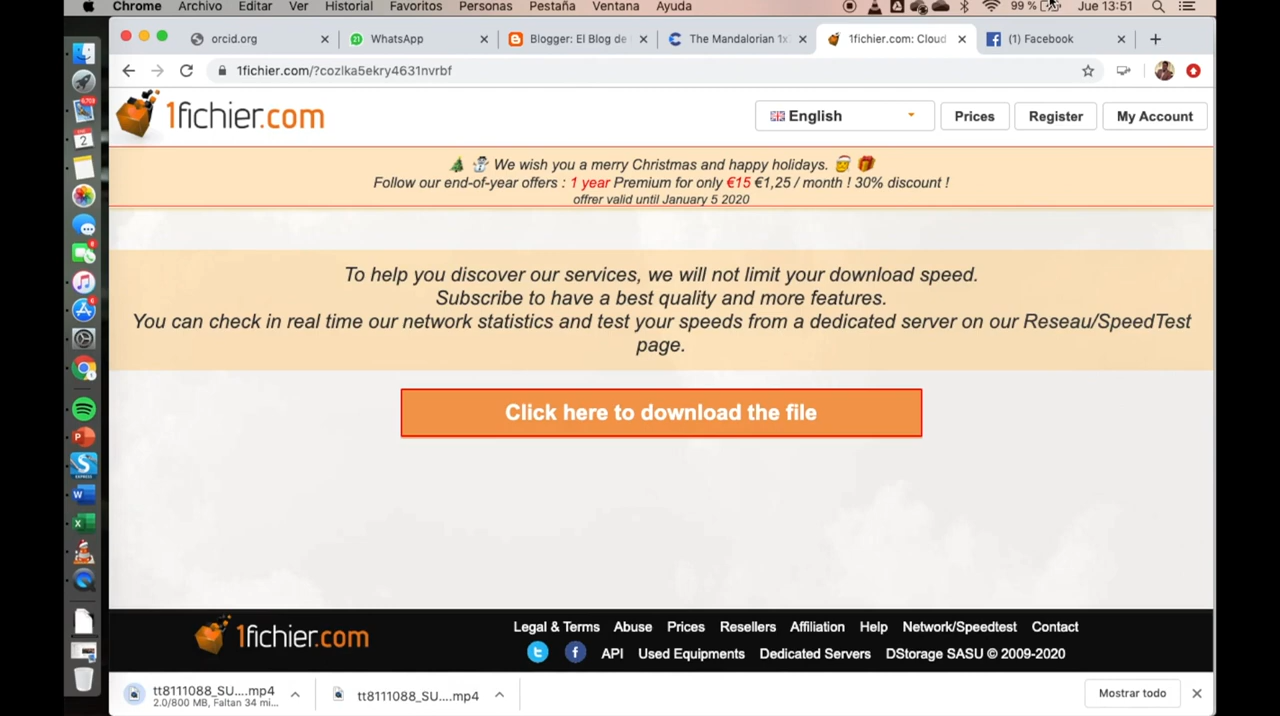 Chrome Archivo Editar Ver Historial Favoritos Personas Pestaña Ventana Ayuda 99 % Jue 13:51
orcid.org WhatsApp Blogger: El Blog de The Mandalorian 1x 1fichier.com: Cloud (1) Facebook
1fichier.com/?cozlka5ekry4631nvrbf
1fichier.com English Prices Register My Account
We wish you a merry Christmas and happy holidays.
Follow our end-of-year offers : 1 year Premium for only €15 €1,25 / month ! 30% discount !
offrer valid until January 5 2020
To help you discover our services, we will not limit your download speed.
Subscribe to have a best quality and more features.
You can check in real time our network statistics and test your speeds from a dedicated server on our Reseau/SpeedTest
page.
Click here to download the file
1fichier.com
Legal & Terms Abuse Prices Resellers Affiliation Help Network/Speedtest Contact
API Used Equipments Dedicated Servers DStorage SASU © 2009-2020
tt8111088_SU....mp4
2.0/800 MB, Faltan 34 mi...
tt8111088_SU....mp4
Mostrar todo